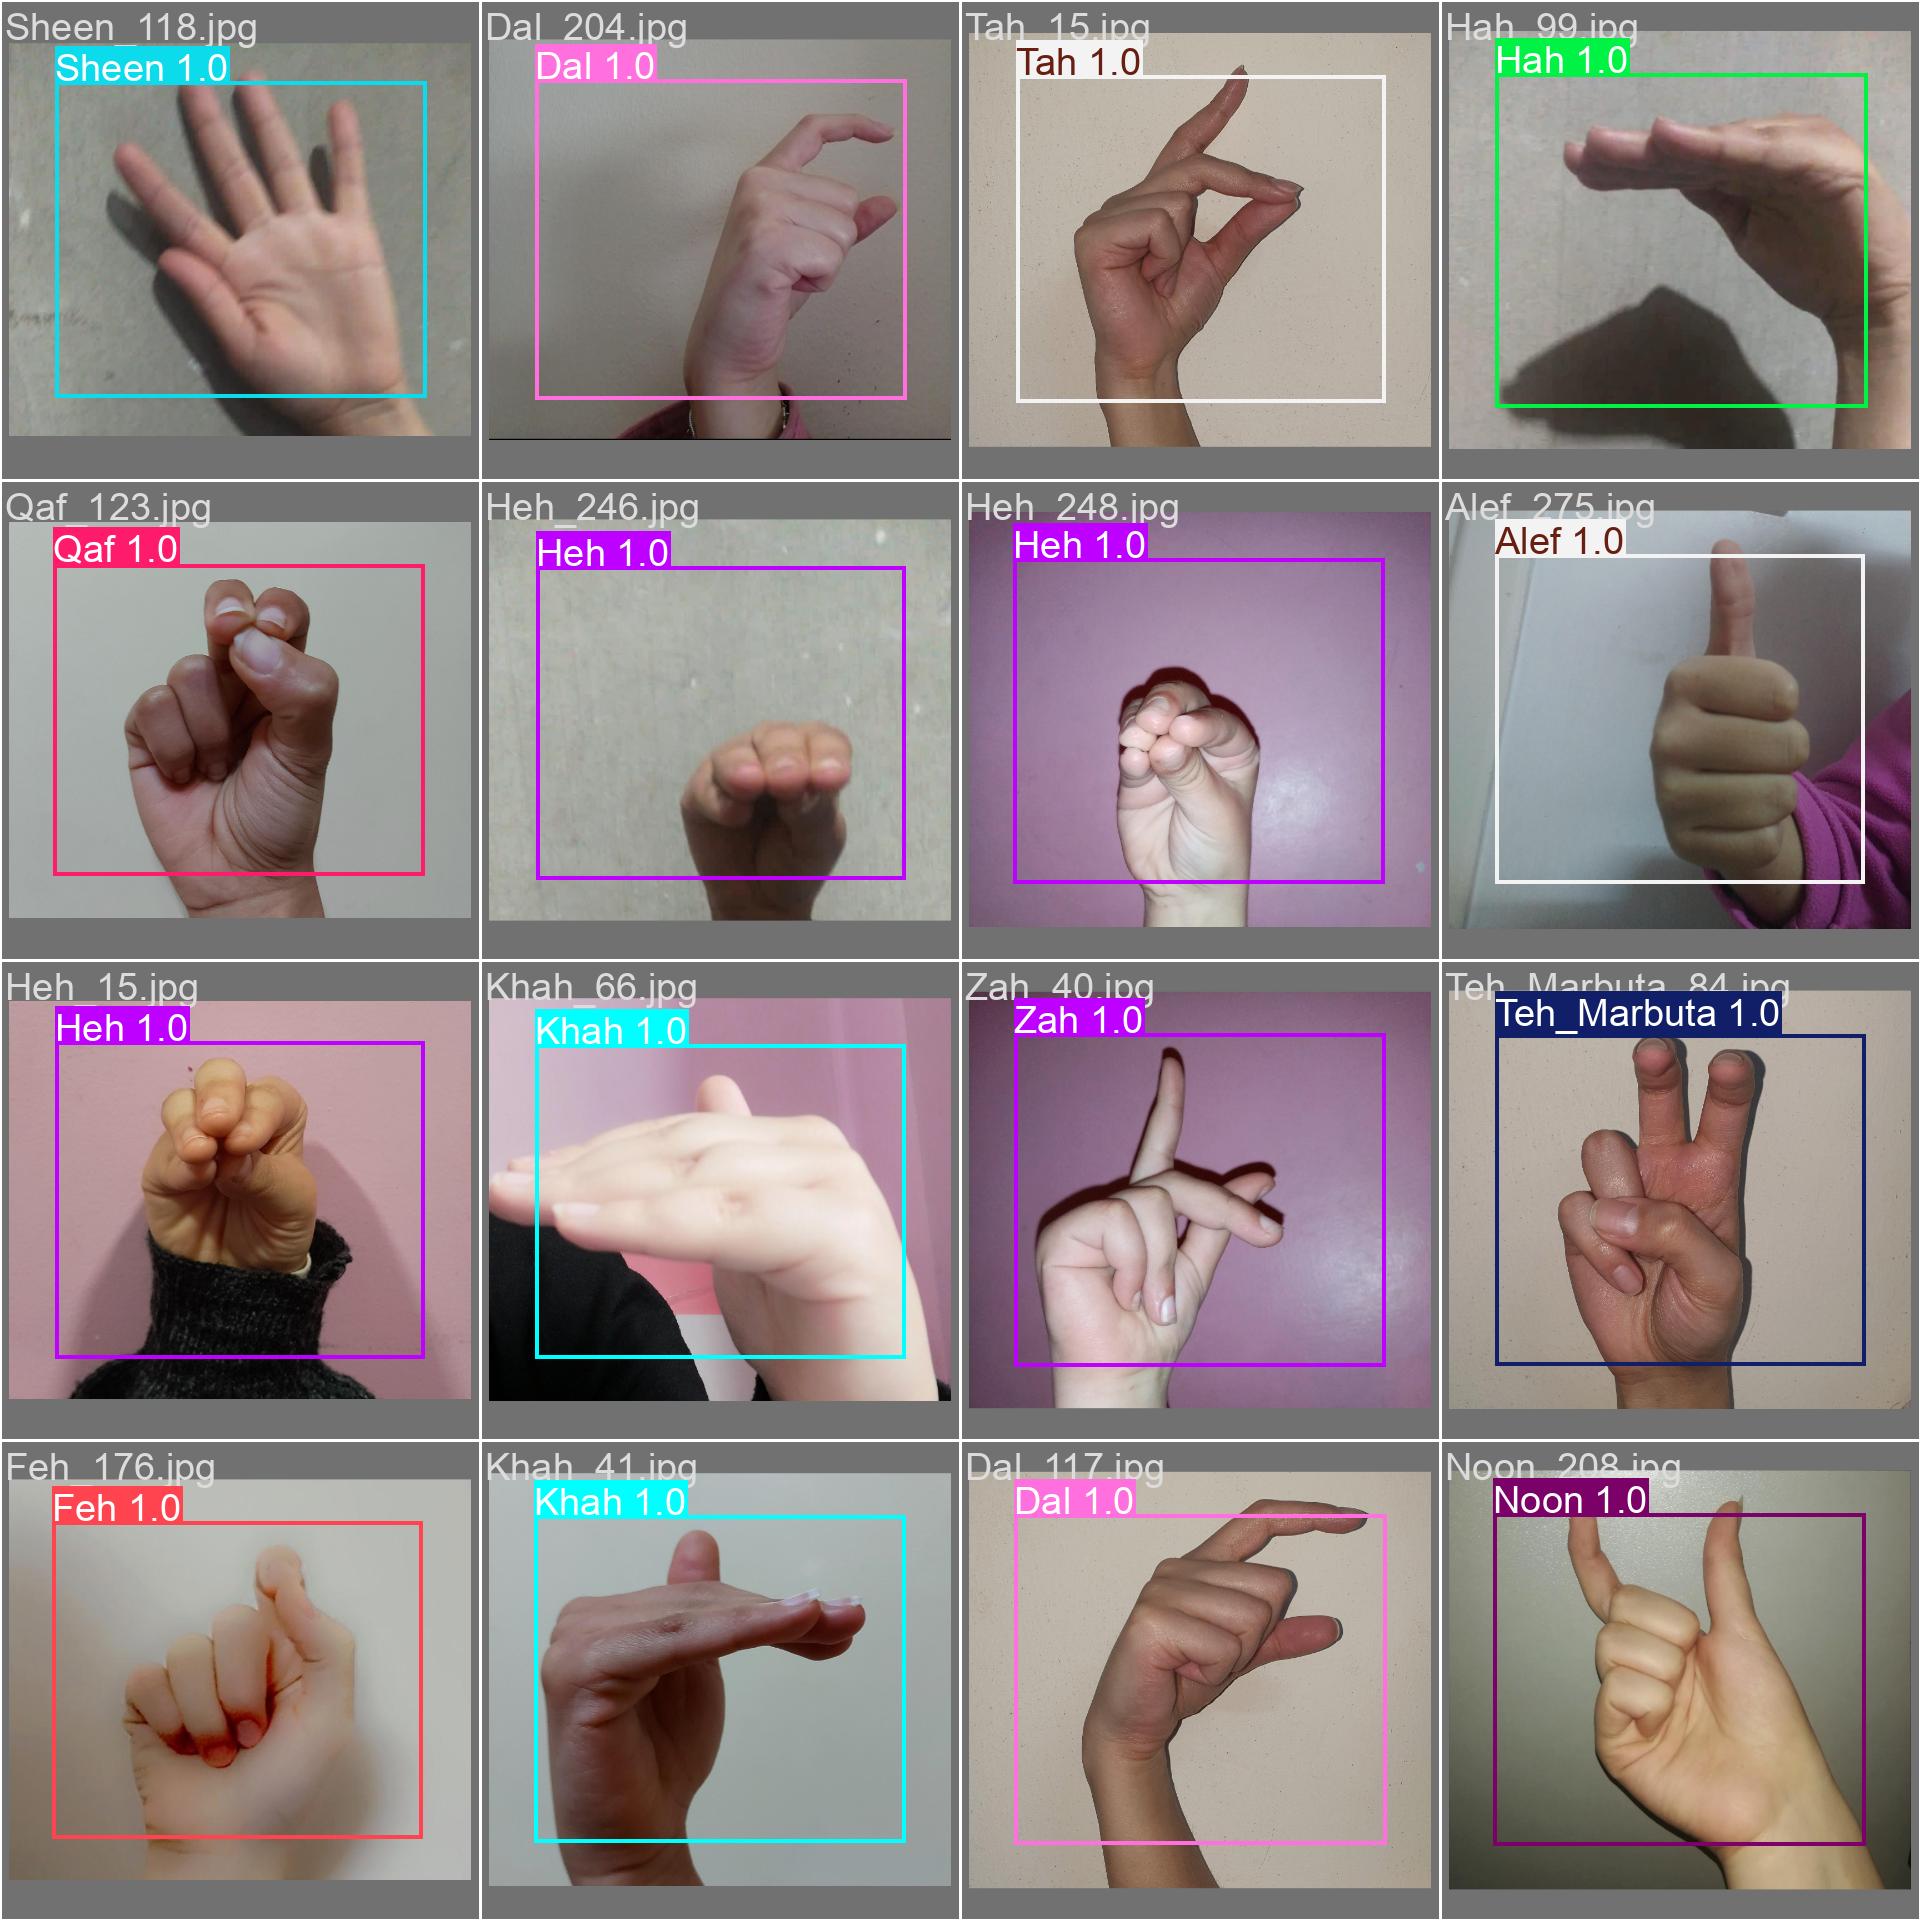 Sheen_118.jpg
Sheen 1.0
Dal_204.jpg
Dal 1.0
Tah_15.jpg
Tah 1.0
Hah_99.jpg
Hah 1.0
Qaf_123.jpg
Qaf 1.0
Heh_246.jpg
Heh 1.0
Heh_248.jpg
Heh 1.0
Alef_275.jpg
Alef 1.0
Heh_15.jpg
Heh 1.0
Khah_66.jpg
Khah 1.0
Zah_40.jpg
Zah 1.0
Teh_Marbuta_84.jpg
Teh_Marbuta 1.0
Feh_176.jpg
Feh 1.0
Khah_41.jpg
Khah 1.0
Dal_117.jpg
Dal 1.0
Noon_208.jpg
Noon 1.0